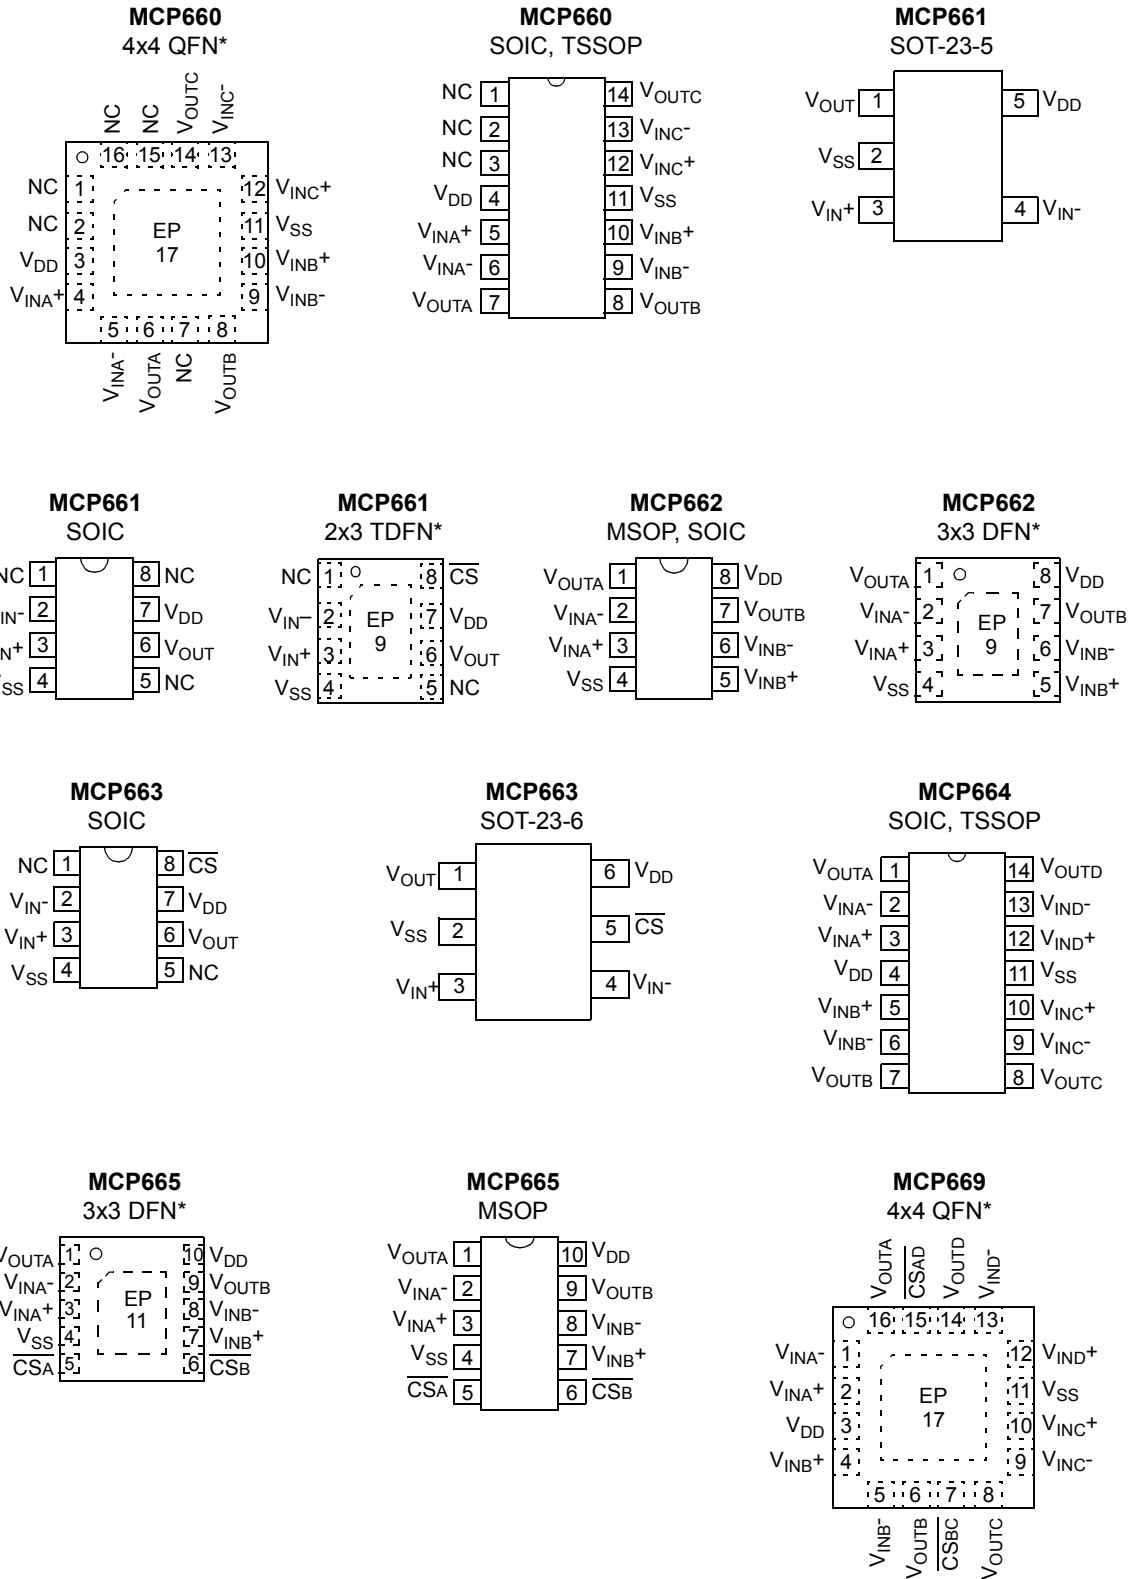 MCP660
4x4 QFN*
NC
NC
VOUTC
VINC-
16 15 14 13
NC 1
NC 2
VDD 3
VINA+ 4
EP
17
12 VINC+
11 VSS
10 VINB+
9 VINB-
5 6 7 8
VINA-
VOUTA
NC
VOUTB
MCP660
SOIC, TSSOP
NC 1 14 VOUTC
NC 2 13 VINC-
NC 3 12 VINC+
VDD 4 11 VSS
VINA+ 5 10 VINB+
VINA- 6 9 VINB-
VOUTA 7 8 VOUTB
MCP661
SOT-23-5
VOUT 1 5 VDD
VSS 2
VIN+ 3 4 VIN-
MCP661
SOIC
NC 1 8 NC
IN- 2 7 VDD
N+ 3 6 VOUT
SS 4 5 NC
MCP661
2x3 TDFN*
NC 1 8 CS
VIN– 2 7 VDD
VIN+ 3 6 VOUT
VSS 4 5 NC
EP
9
MCP662
MSOP, SOIC
VOUTA 1 8 VDD
VINA- 2 7 VOUTB
VINA+ 3 6 VINB-
VSS 4 5 VINB+
MCP662
3x3 DFN*
VOUTA 1 8 VDD
VINA- 2 7 VOUTB
VINA+ 3 6 VINB-
VSS 4 5 VINB+
EP
9
MCP663
SOIC
NC 1 8 CS
VIN- 2 7 VDD
VIN+ 3 6 VOUT
VSS 4 5 NC
MCP663
SOT-23-6
VOUT 1 6 VDD
VSS 2 5 CS
VIN+ 3 4 VIN-
MCP664
SOIC, TSSOP
VOUTA 1 14 VOUTD
VINA- 2 13 VIND-
VINA+ 3 12 VIND+
VDD 4 11 VSS
VINB+ 5 10 VINC+
VINB- 6 9 VINC-
VOUTB 7 8 VOUTC
MCP665
3x3 DFN*
VOUTA 1 10 VDD
VINA- 2 9 VOUTB
VINA+ 3 8 VINB-
VSS 4 7 VINB+
CSA 5 6 CSB
EP
11
MCP665
MSOP
VOUTA 1 10 VDD
VINA- 2 9 VOUTB
VINA+ 3 8 VINB-
VSS 4 7 VINB+
CSA 5 6 CSB
MCP669
4x4 QFN*
VOUTA
CSAD
VOUTD
VIND-
16 15 14 13
VINA- 1
VINA+ 2
VDD 3
VINB+ 4
EP
17
12 VIND+
11 VSS
10 VINC+
9 VINC-
5 6 7 8
VINB-
VOUTB
CSBC
VOUTC